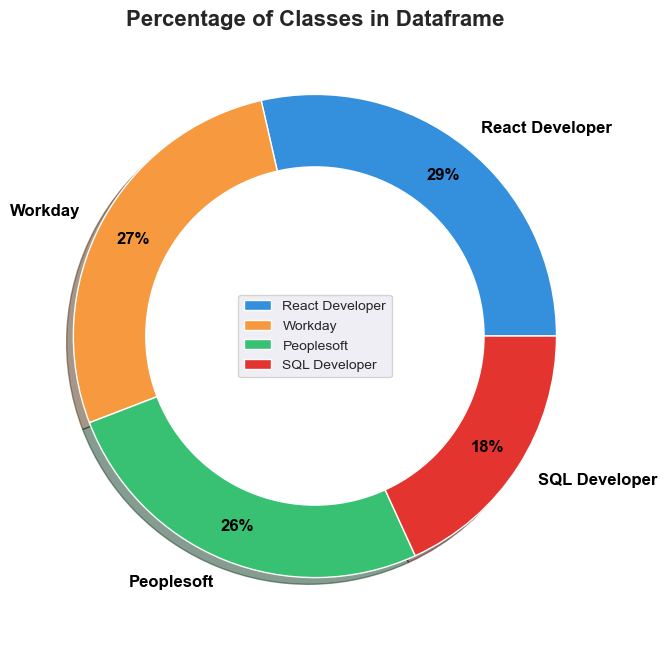 Percentage of Classes in Dataframe
React Developer
29%
Workday
27%
React Developer
Workday
Peoplesoft
SQL Developer
18%
SQL Developer
26%
Peoplesoft